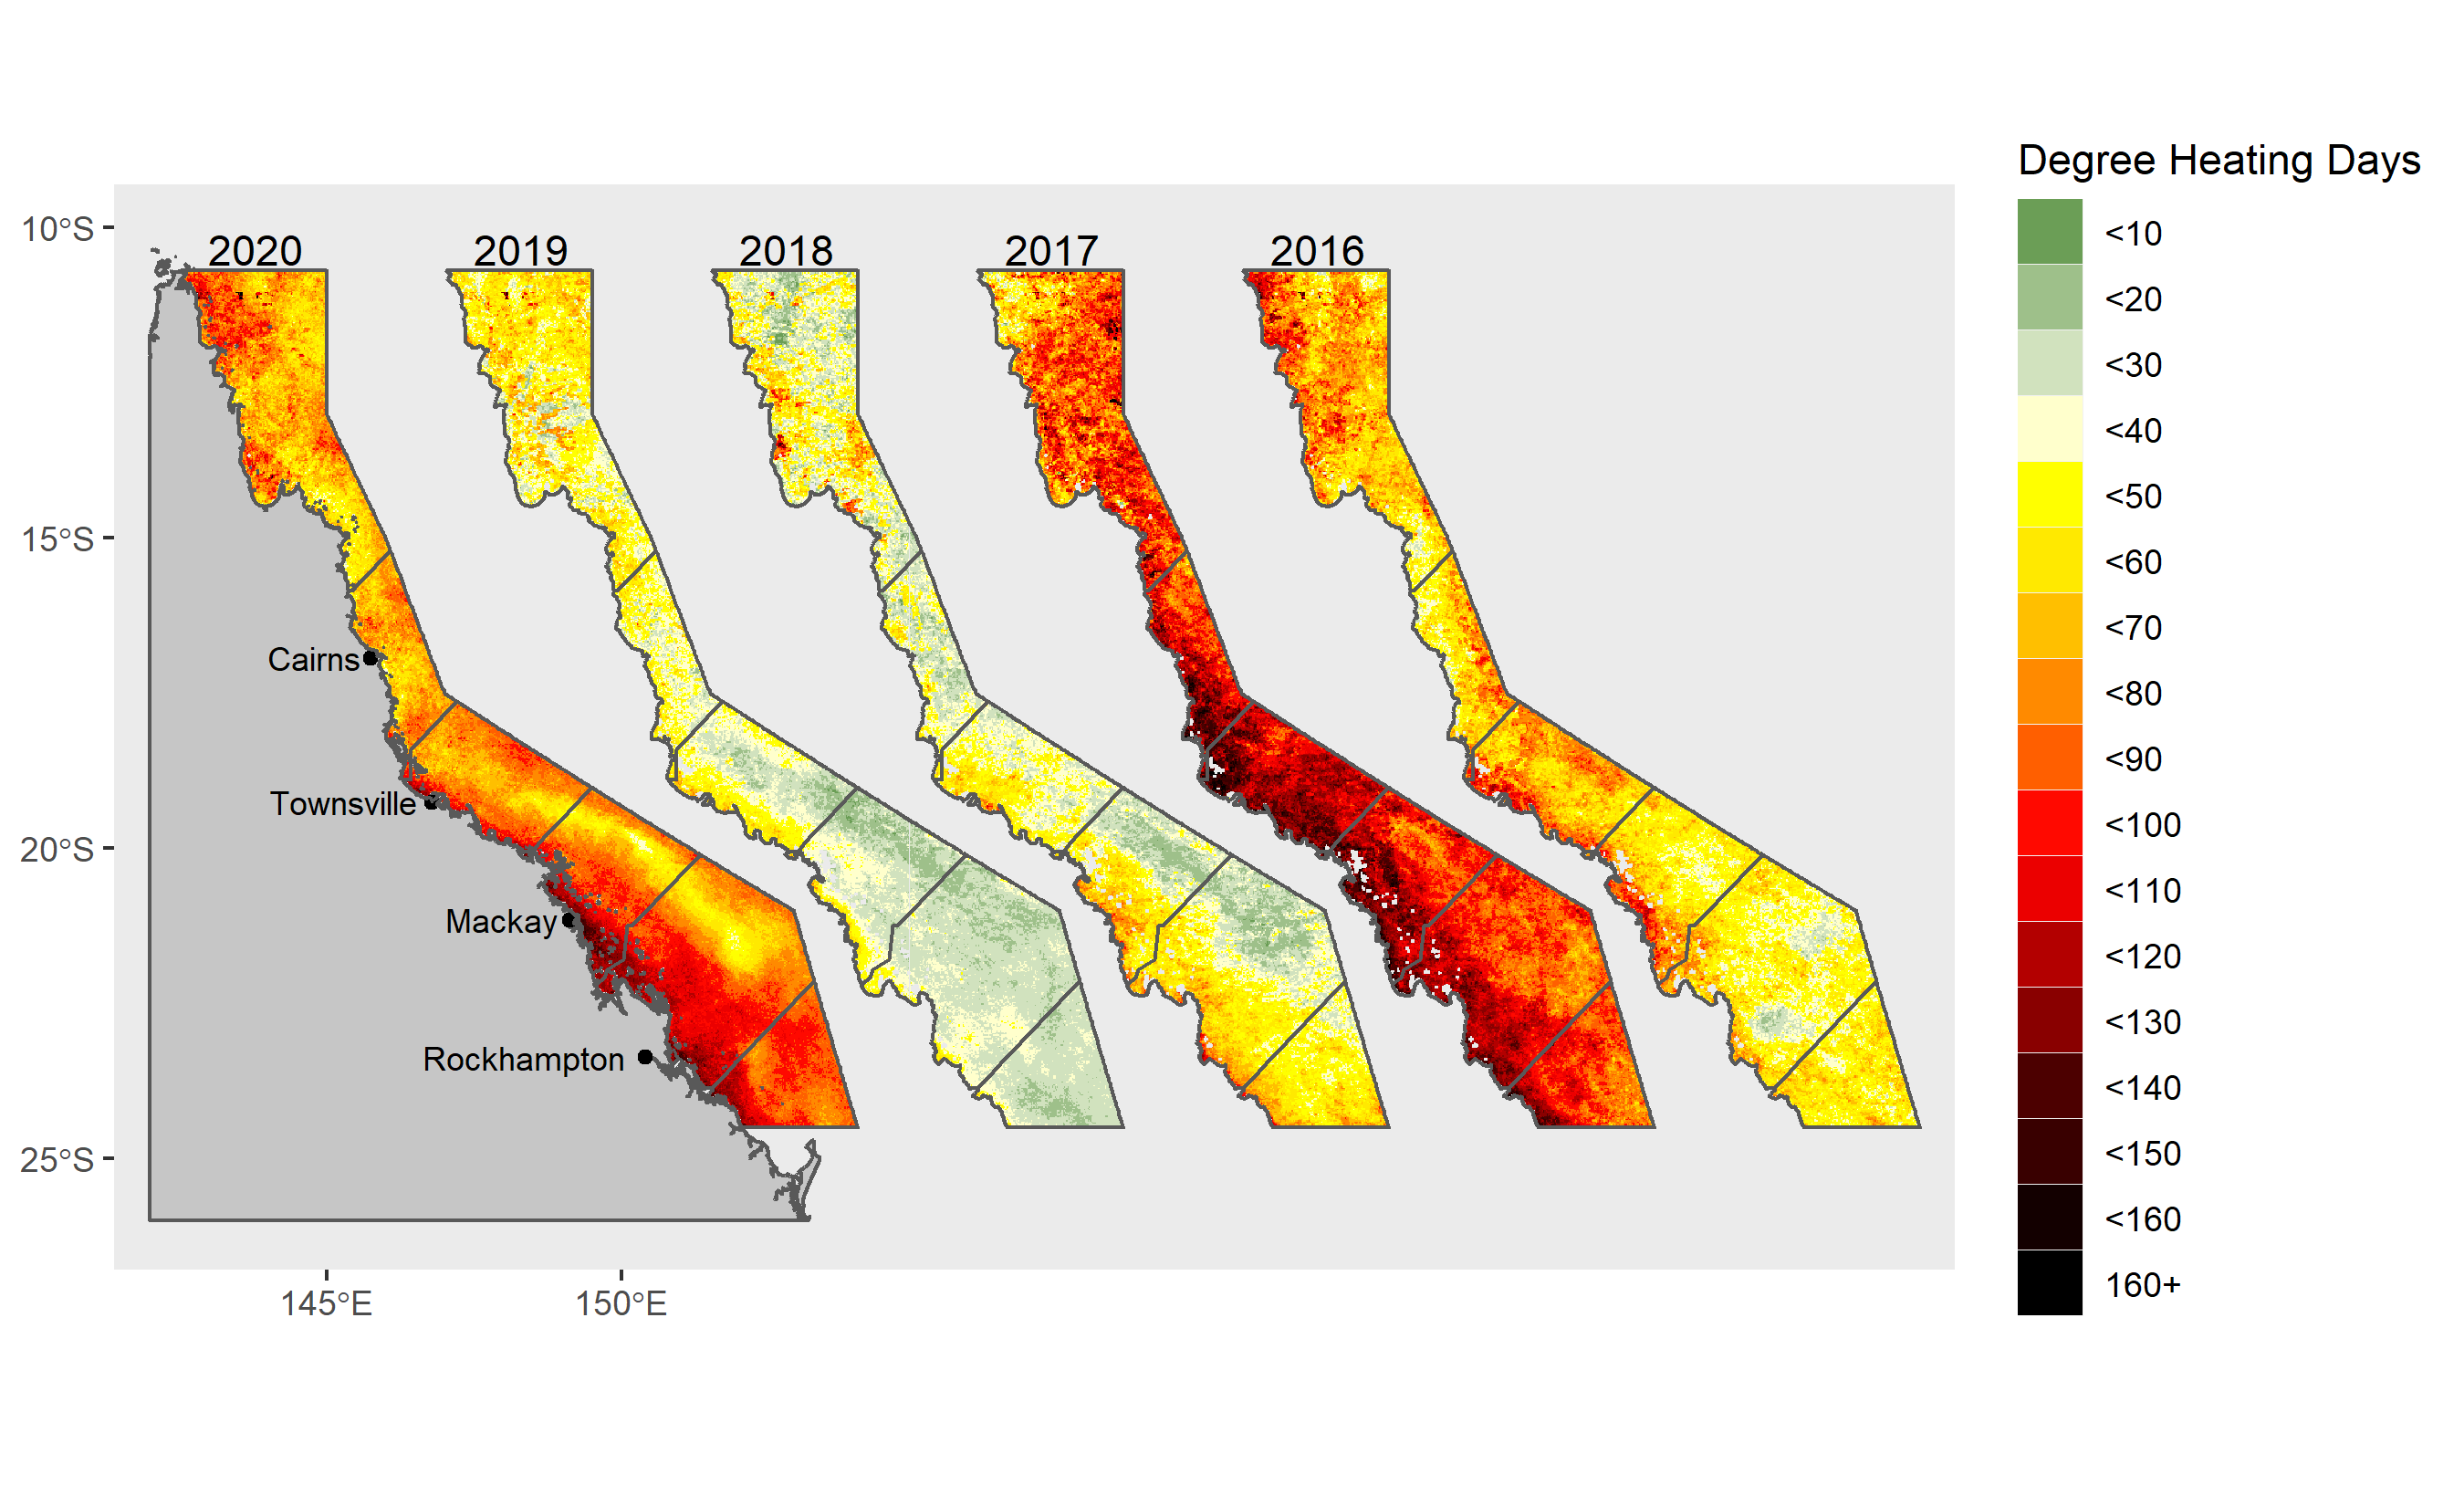 Degree Heating Days
10°S
15°S
20°S
25°S
2020
2019
2018
2017
2016
Cairns
Townsville
Mackay
Rockhampton
145°E
150°E
<10
<20
<30
<40
<50
<60
<70
<80
<90
<100
<110
<120
<130
<140
<150
<160
160+